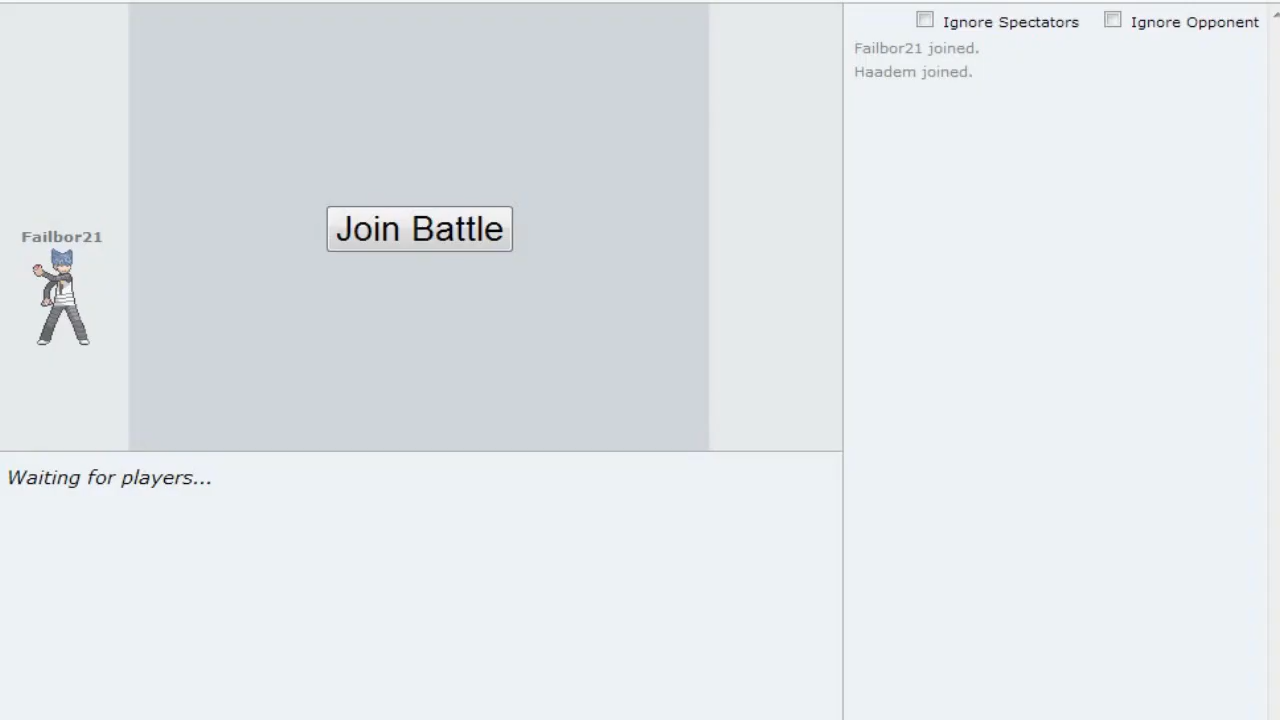 Ignore Spectators Ignore Opponent
Failbor21 joined.
Haadem joined.
Join Battle
Failbor21
Waiting for players...